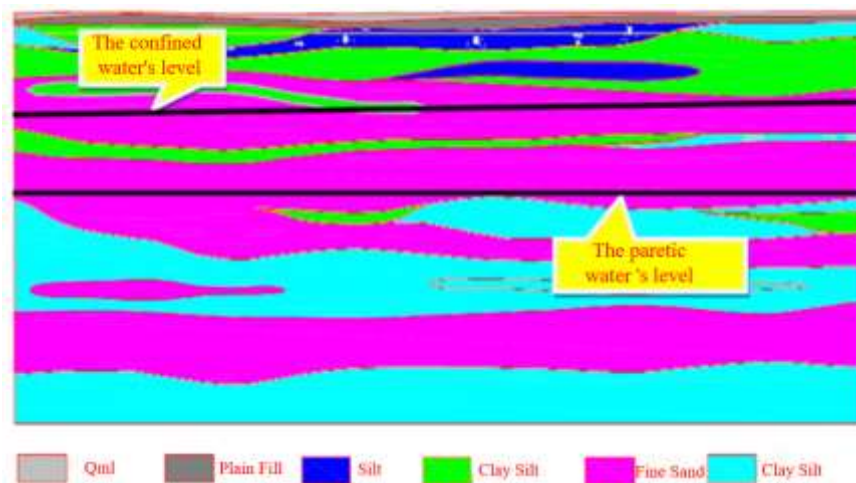 The confined
water's level
The paretic
water 's level
Qml
Plain Fill
Silt
Clay Silt
Fine Sand
Clay Silt